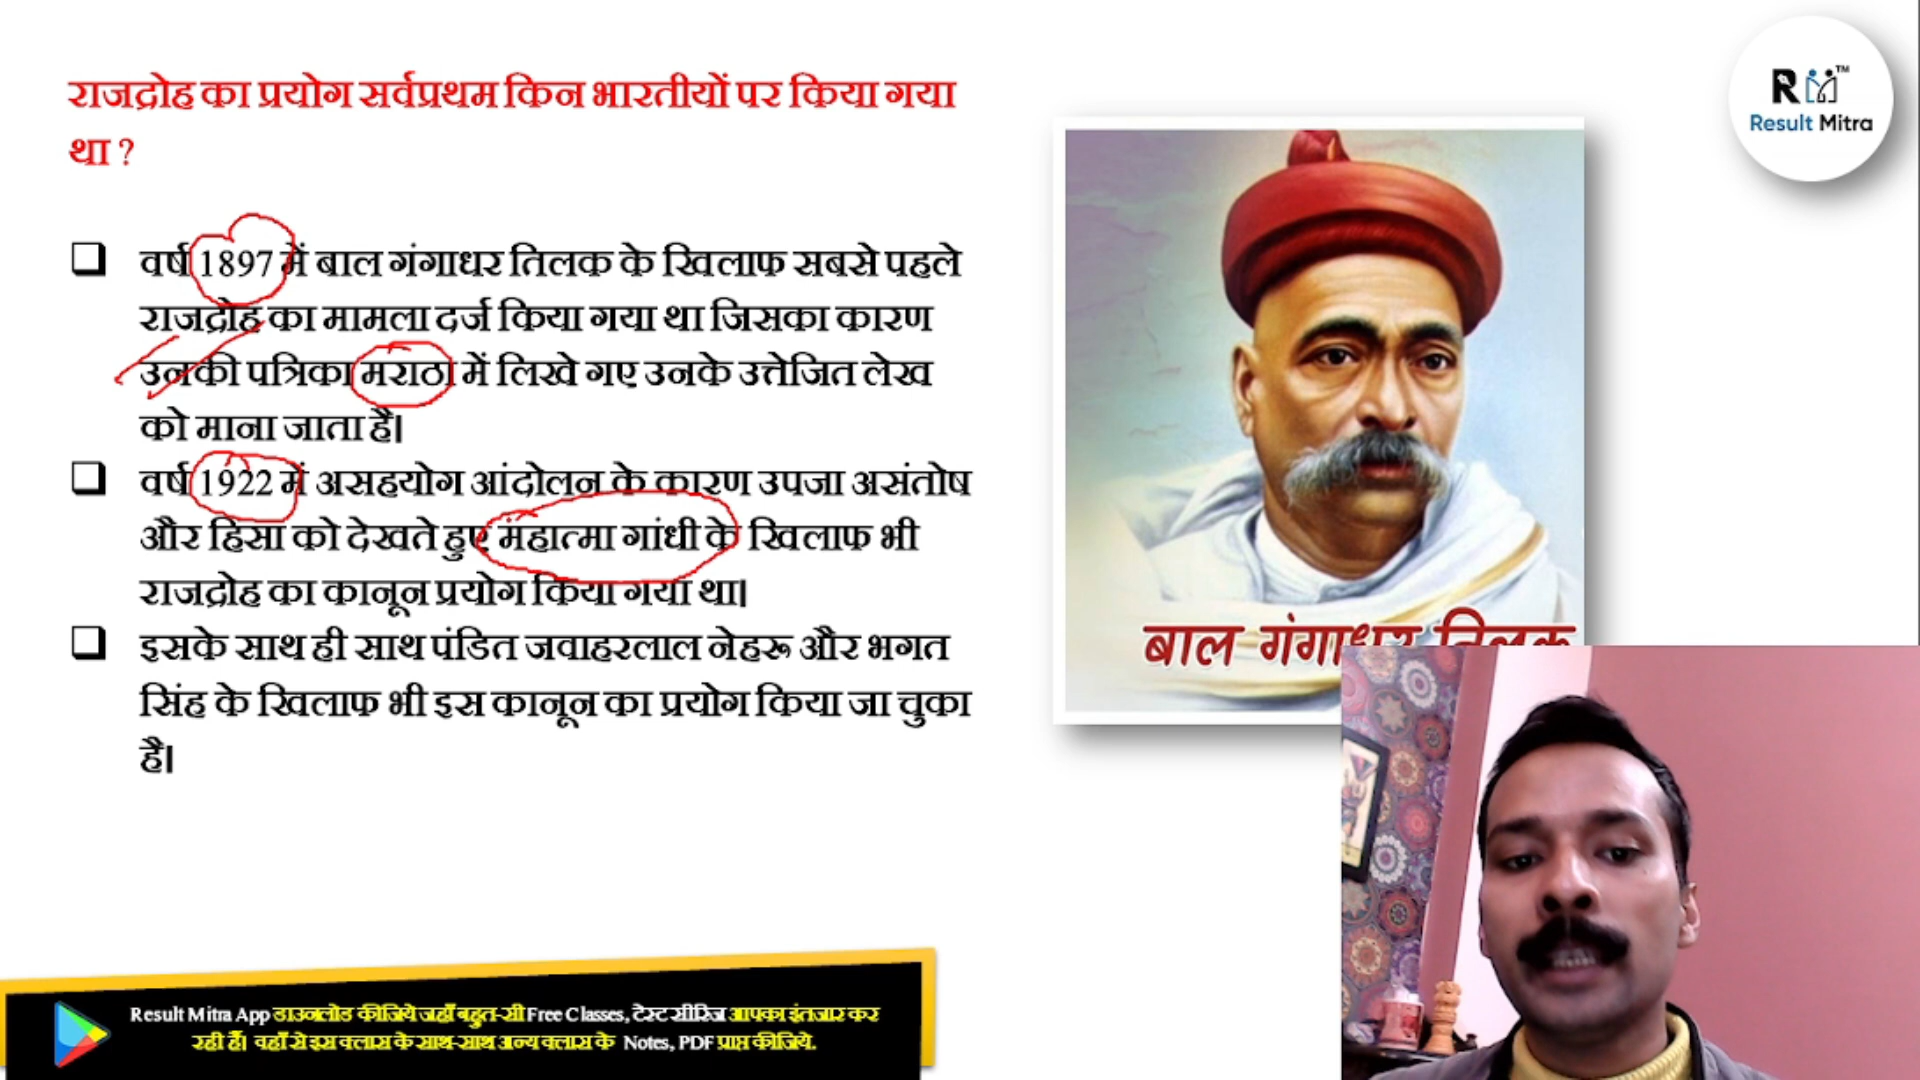 राजद्रोह का प्रयोग सर्वप्रथम किन भारतीयों पर किया गया
था ?
वर्ष 1897 में बाल गंगाधर तिलक के खिलाफ सबसे पहले
राजद्रोह का मामला दर्ज किया गया था जिसका कारण
उनकी पत्रिका मराठा में लिखे गए उनके उत्तेजित लेख
को माना जाता है।
वर्ष 1922 में असहयोग आंदोलन के कारण उपजा असंतोष
और हिंसा को देखते हुए महात्मा गांधी के खिलाफ भी
राजद्रोह का कानून प्रयोग किया गया था।
इसके साथ ही साथ पंडित जवाहरलाल नेहरू और भगत
सिंह के खिलाफ भी इस कानून का प्रयोग किया जा चुका
है।
बाल गंगाधर तिलक
RM™
Result Mitra
Result Mitra App डाउनलोड कीजिये जहाँ बहुत-सी Free Classes, टेस्ट सीरिज आपका इंतजार कर
रही हैं। वहाँ से इस क्लास के साथ-साथ अन्य क्लास के Notes, PDF प्राप्त कीजिये.